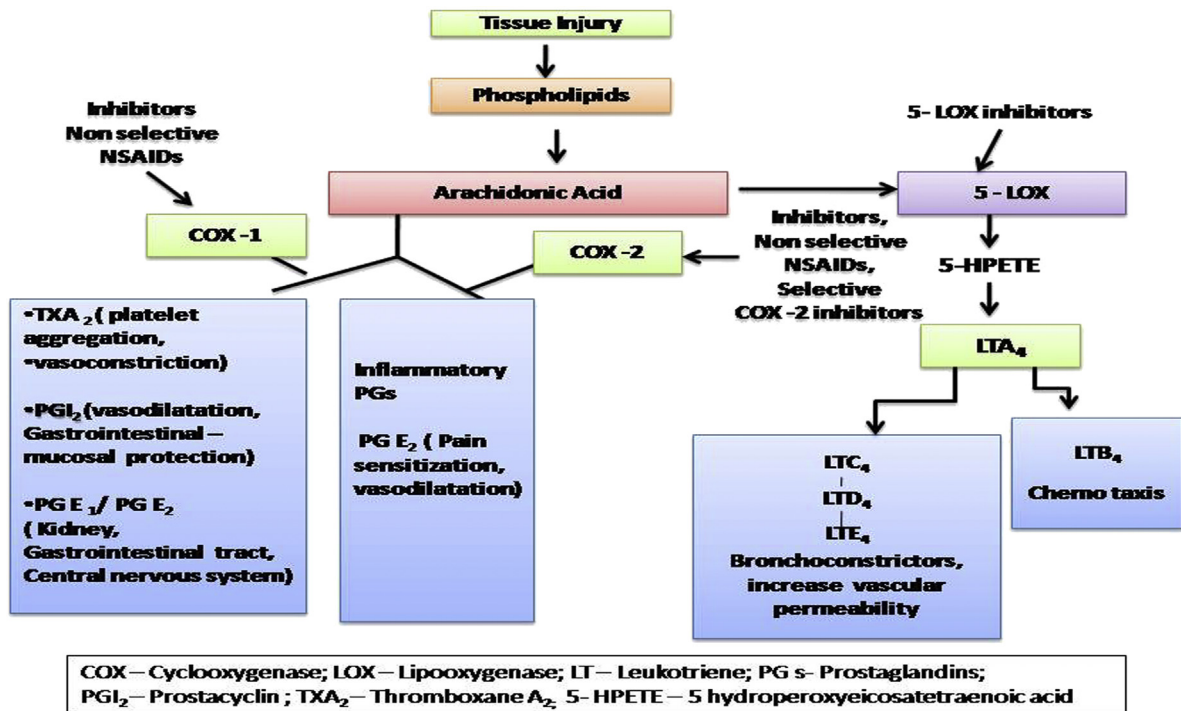 Tissue Injury
Phospholipids
Inhibitors
Non selective
NSAIDs
5- LOX inhibitors
Arachidonic Acid
5 - LOX
COX -1
COX -2
Inhibitors,
Non selective
NSAIDs,
Selective
COX -2 inhibitors
5-HPETE
LTA₄
•TXA ₂ ( platelet
aggregation,
•vasoconstriction)
•PGI₂ (vasodilatation,
Gastrointestinal –
mucosal protection)
•PG E ₁/ PG E₂
( Kidney,
Gastrointestinal tract,
Central nervous system)
Inflammatory
PGs
PG E₂ ( Pain
sensitization,
vasodilatation)
LTC₄
LTD₄
LTE₄
Bronchoconstrictors,
increase vascular
permeability
LTB₄
Chemo taxis
COX – Cyclooxygenase; LOX – Lipooxygenase; LT – Leukotriene; PG s- Prostaglandins;
PGI₂ – Prostacyclin ; TXA₂ – Thromboxane A₂; 5- HPETE – 5 hydroperoxyeicosatetraenoic acid